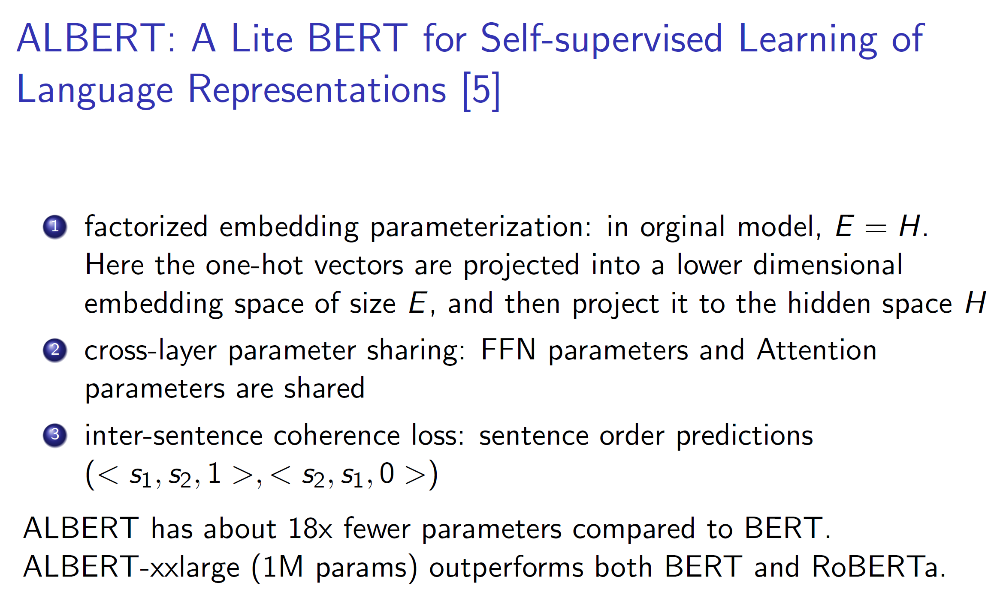 ALBERT: A Lite BERT for Self-supervised Learning of
Language Representations [5]
1 factorized embedding parameterization: in orginal model, E = H.
Here the one-hot vectors are projected into a lower dimensional
embedding space of size E, and then project it to the hidden space H
2 cross-layer parameter sharing: FFN parameters and Attention
parameters are shared
3 inter-sentence coherence loss: sentence order predictions
(< s₁, s₂, 1 >, < s₂, s₁, 0 >)
ALBERT has about 18x fewer parameters compared to BERT.
ALBERT-xxlarge (1M params) outperforms both BERT and RoBERTa.